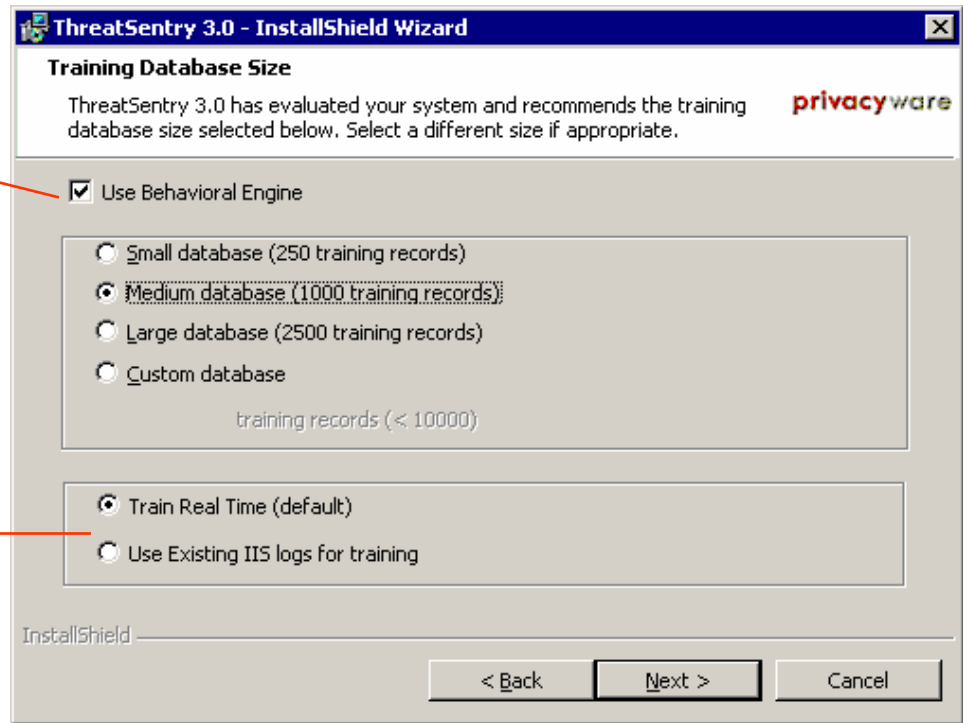 ThreatSentry 3.0 - InstallShield Wizard
Training Database Size
ThreatSentry 3.0 has evaluated your system and recommends the training
database size selected below. Select a different size if appropriate.
privacyware
Use Behavioral Engine
Small database (250 training records)
Medium database (1000 training records)
Large database (2500 training records)
Custom database
training records (< 10000)
Train Real Time (default)
Use Existing IIS logs for training
InstallShield
< Back
Next >
Cancel